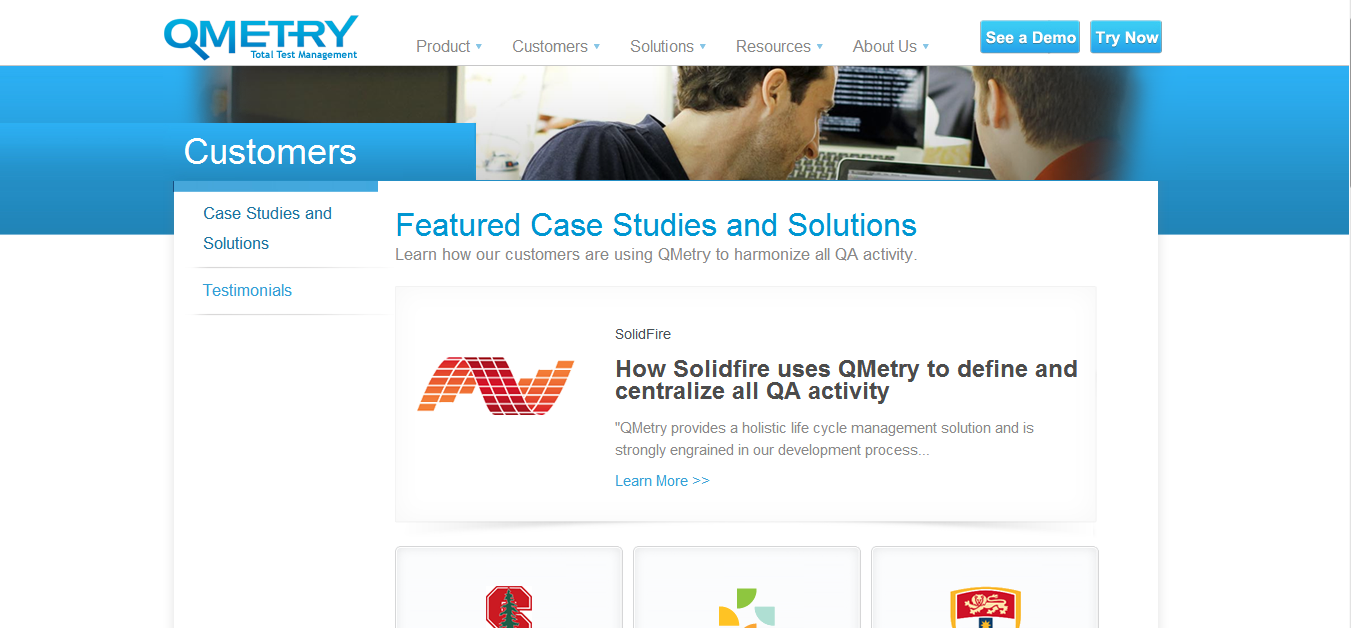 QMETRY
Total Test Management
Product
Customers
Solutions
Resources
About Us
See a Demo
Try Now
Customers
Case Studies and
Solutions
Testimonials
Featured Case Studies and Solutions
Learn how our customers are using QMetry to harmonize all QA activity.
SolidFire
How Solidfire uses QMetry to define and
centralize all QA activity
"QMetry provides a holistic life cycle management solution and is
strongly engrained in our development process...
Learn More >>